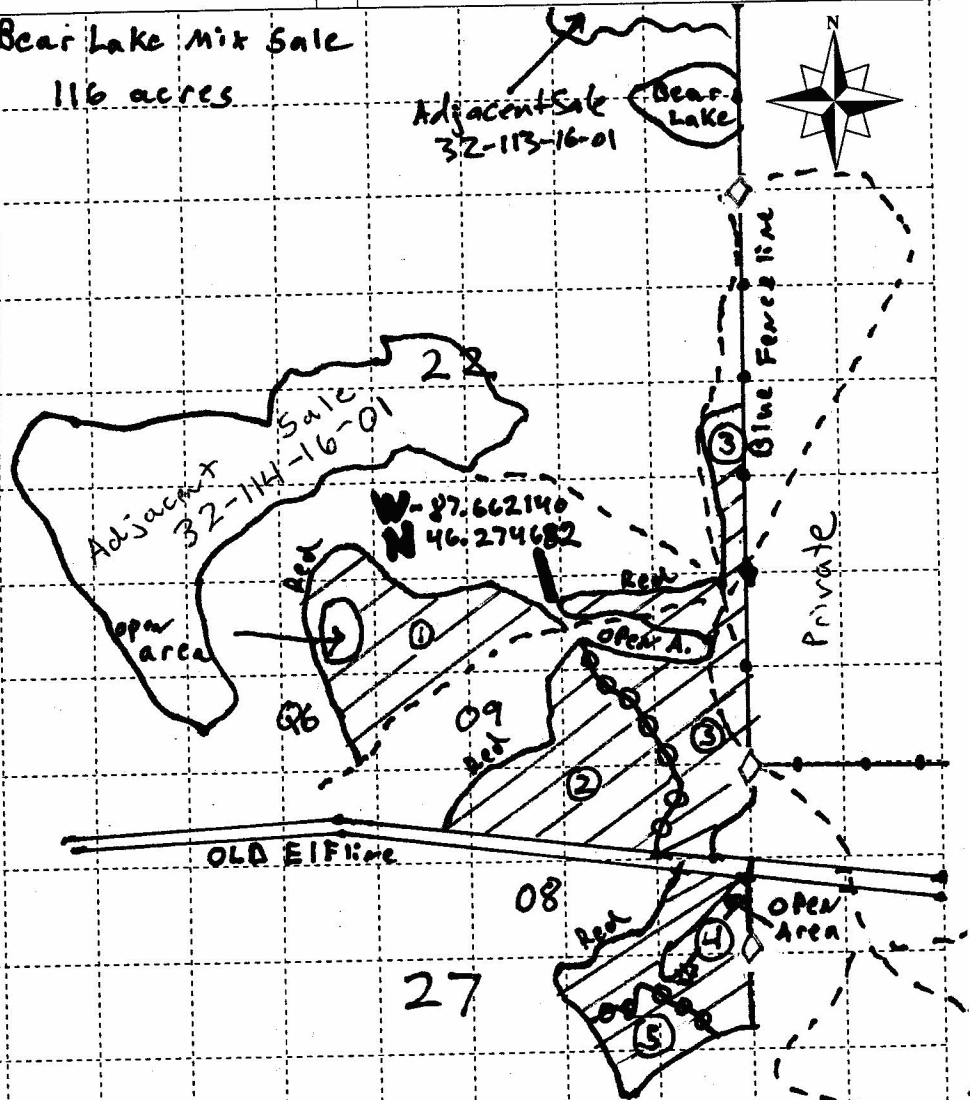 Bear Lake Mix Sale
116 acres
N
Adjacent Sale
32-113-16-01
Bear
Lake
Blue Fence line
22
Adjacent Sale
32-114-16-01
3
W-87.662140
N 46.274682
Red
Red
Private
open
area
1
OPEN A.
Q6
09
Red
2
3
OLD ElF line
08
OPEN
Area
Red
4
27
5